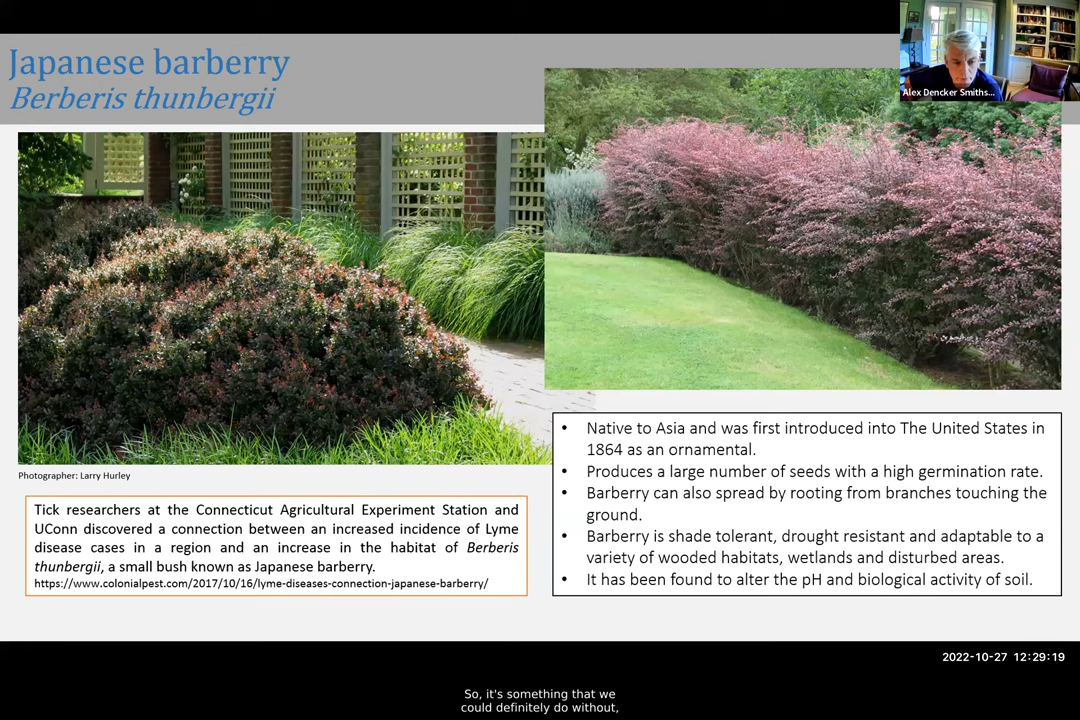 Japanese barberry
Berberis thunbergii
Alex Dencker Smiths...
Photographer: Larry Hurley
Tick researchers at the Connecticut Agricultural Experiment Station and
UConn discovered a connection between an increased incidence of Lyme
disease cases in a region and an increase in the habitat of Berberis
thunbergii, a small bush known as Japanese barberry.
https://www.colonialpest.com/2017/10/16/lyme-diseases-connection-japanese-barberry/
• Native to Asia and was first introduced into The United States in
1864 as an ornamental.
• Produces a large number of seeds with a high germination rate.
• Barberry can also spread by rooting from branches touching the
ground.
• Barberry is shade tolerant, drought resistant and adaptable to a
variety of wooded habitats, wetlands and disturbed areas.
• It has been found to alter the pH and biological activity of soil.
2022-10-27 12:29:19
So, it's something that we
could definitely do without,